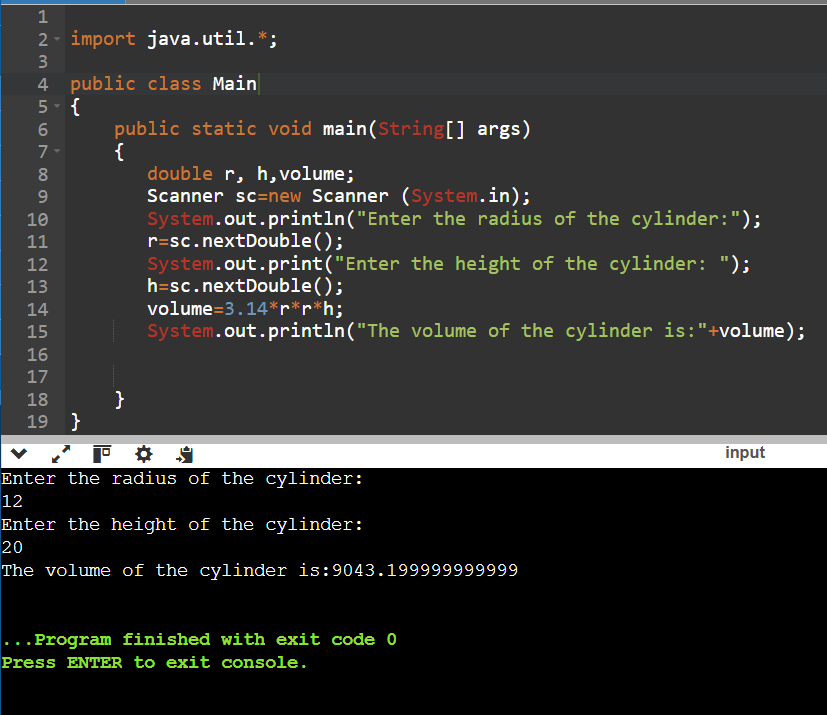 1
2 import java.util.*;
3
4 public class Main
5 {
6 public static void main(String[] args)
7 {
8 double r, h,volume;
9 Scanner sc=new Scanner (System.in);
10 System.out.println("Enter the radius of the cylinder:");
11 r=sc.nextDouble();
12 System.out.print("Enter the height of the cylinder: ");
13 h=sc.nextDouble();
14 volume=3.14*r*r*h;
15 System.out.println("The volume of the cylinder is:"+volume);
16
17
18 }
19 }
input
Enter the radius of the cylinder:
12
Enter the height of the cylinder:
20
The volume of the cylinder is:9043.199999999999
...Program finished with exit code 0
Press ENTER to exit console.